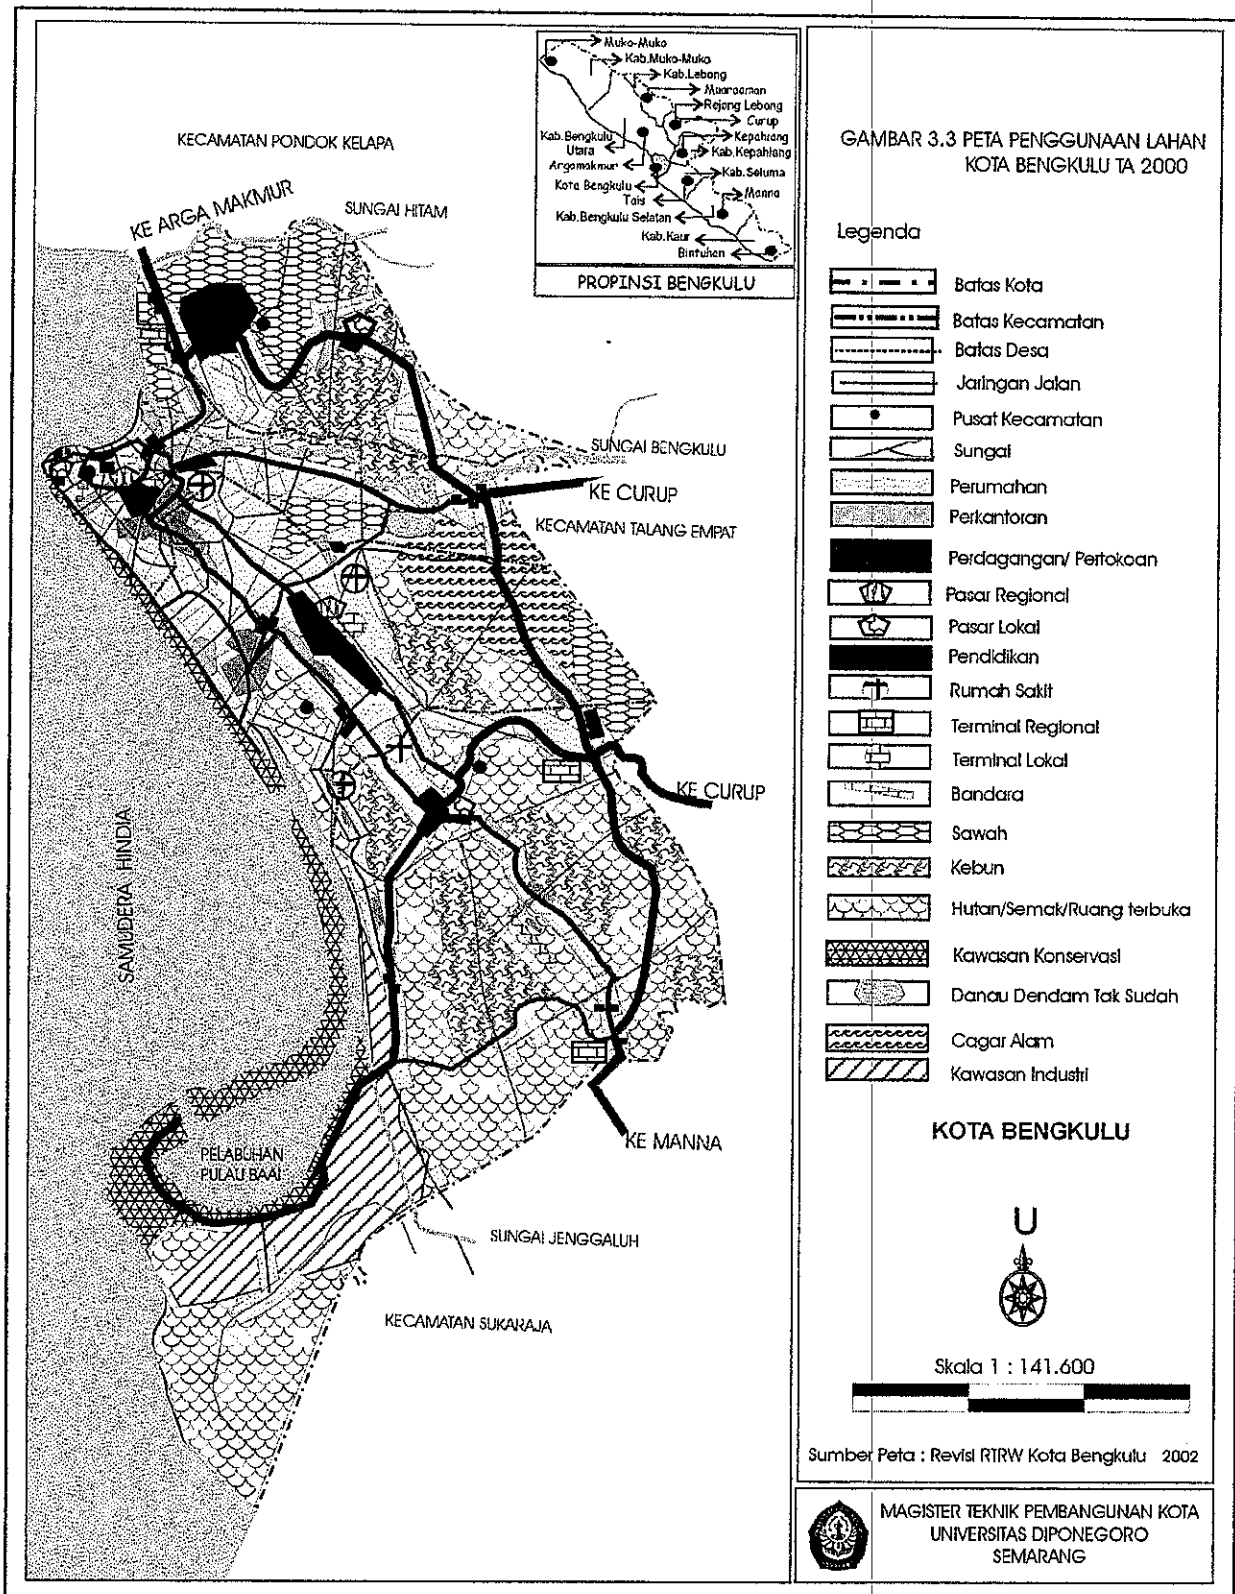 KECAMATAN PONDOK KELAPA
KE ARGA MAKMUR
SUNGAI HITAM
SUNGAI BENGKULU
KE CURUP
KECAMATAN TALANG EMPAT
KE CURUP
SAMUDERA HINDIA
PELABUHAN
PULAU BAAI
KE MANNA
SUNGAI JENGGALUH
KECAMATAN SUKARAJA
Muko-Muko
Kab.Muko-Muko
Kab.Lebong
Muaraaman
Rejang Lebong
Curup
Kepahiang
Kab.Kepahiang
Kab.Bengkulu
Utara
Argamakmur
Kab.Seluma
Kota Bengkulu
Manna
Tais
Kab.Bengkulu Selatan
Kab.Kaur
Bintuhan
PROPINSI BENGKULU
GAMBAR 3.3 PETA PENGGUNAAN LAHAN
KOTA BENGKULU TA 2000
Legenda
Batas Kota
Batas Kecamatan
Batas Desa
Jaringan Jalan
Pusat Kecamatan
Sungai
Perumahan
Perkantoran
Perdagangan/ Pertokoan
Pasar Regional
Pasar Lokal
Pendidikan
Rumah Sakit
Terminal Regional
Terminal Lokal
Bandara
Sawah
Kebun
Hutan/Semak/Ruang terbuka
Kawasan Konservasi
Danau Dendam Tak Sudah
Cagar Alam
Kawasan Industri
KOTA BENGKULU
U
Skala 1 : 141.600
Sumber Peta : Revisi RTRW Kota Bengkulu 2002
MAGISTER TEKNIK PEMBANGUNAN KOTA
UNIVERSITAS DIPONEGORO
SEMARANG